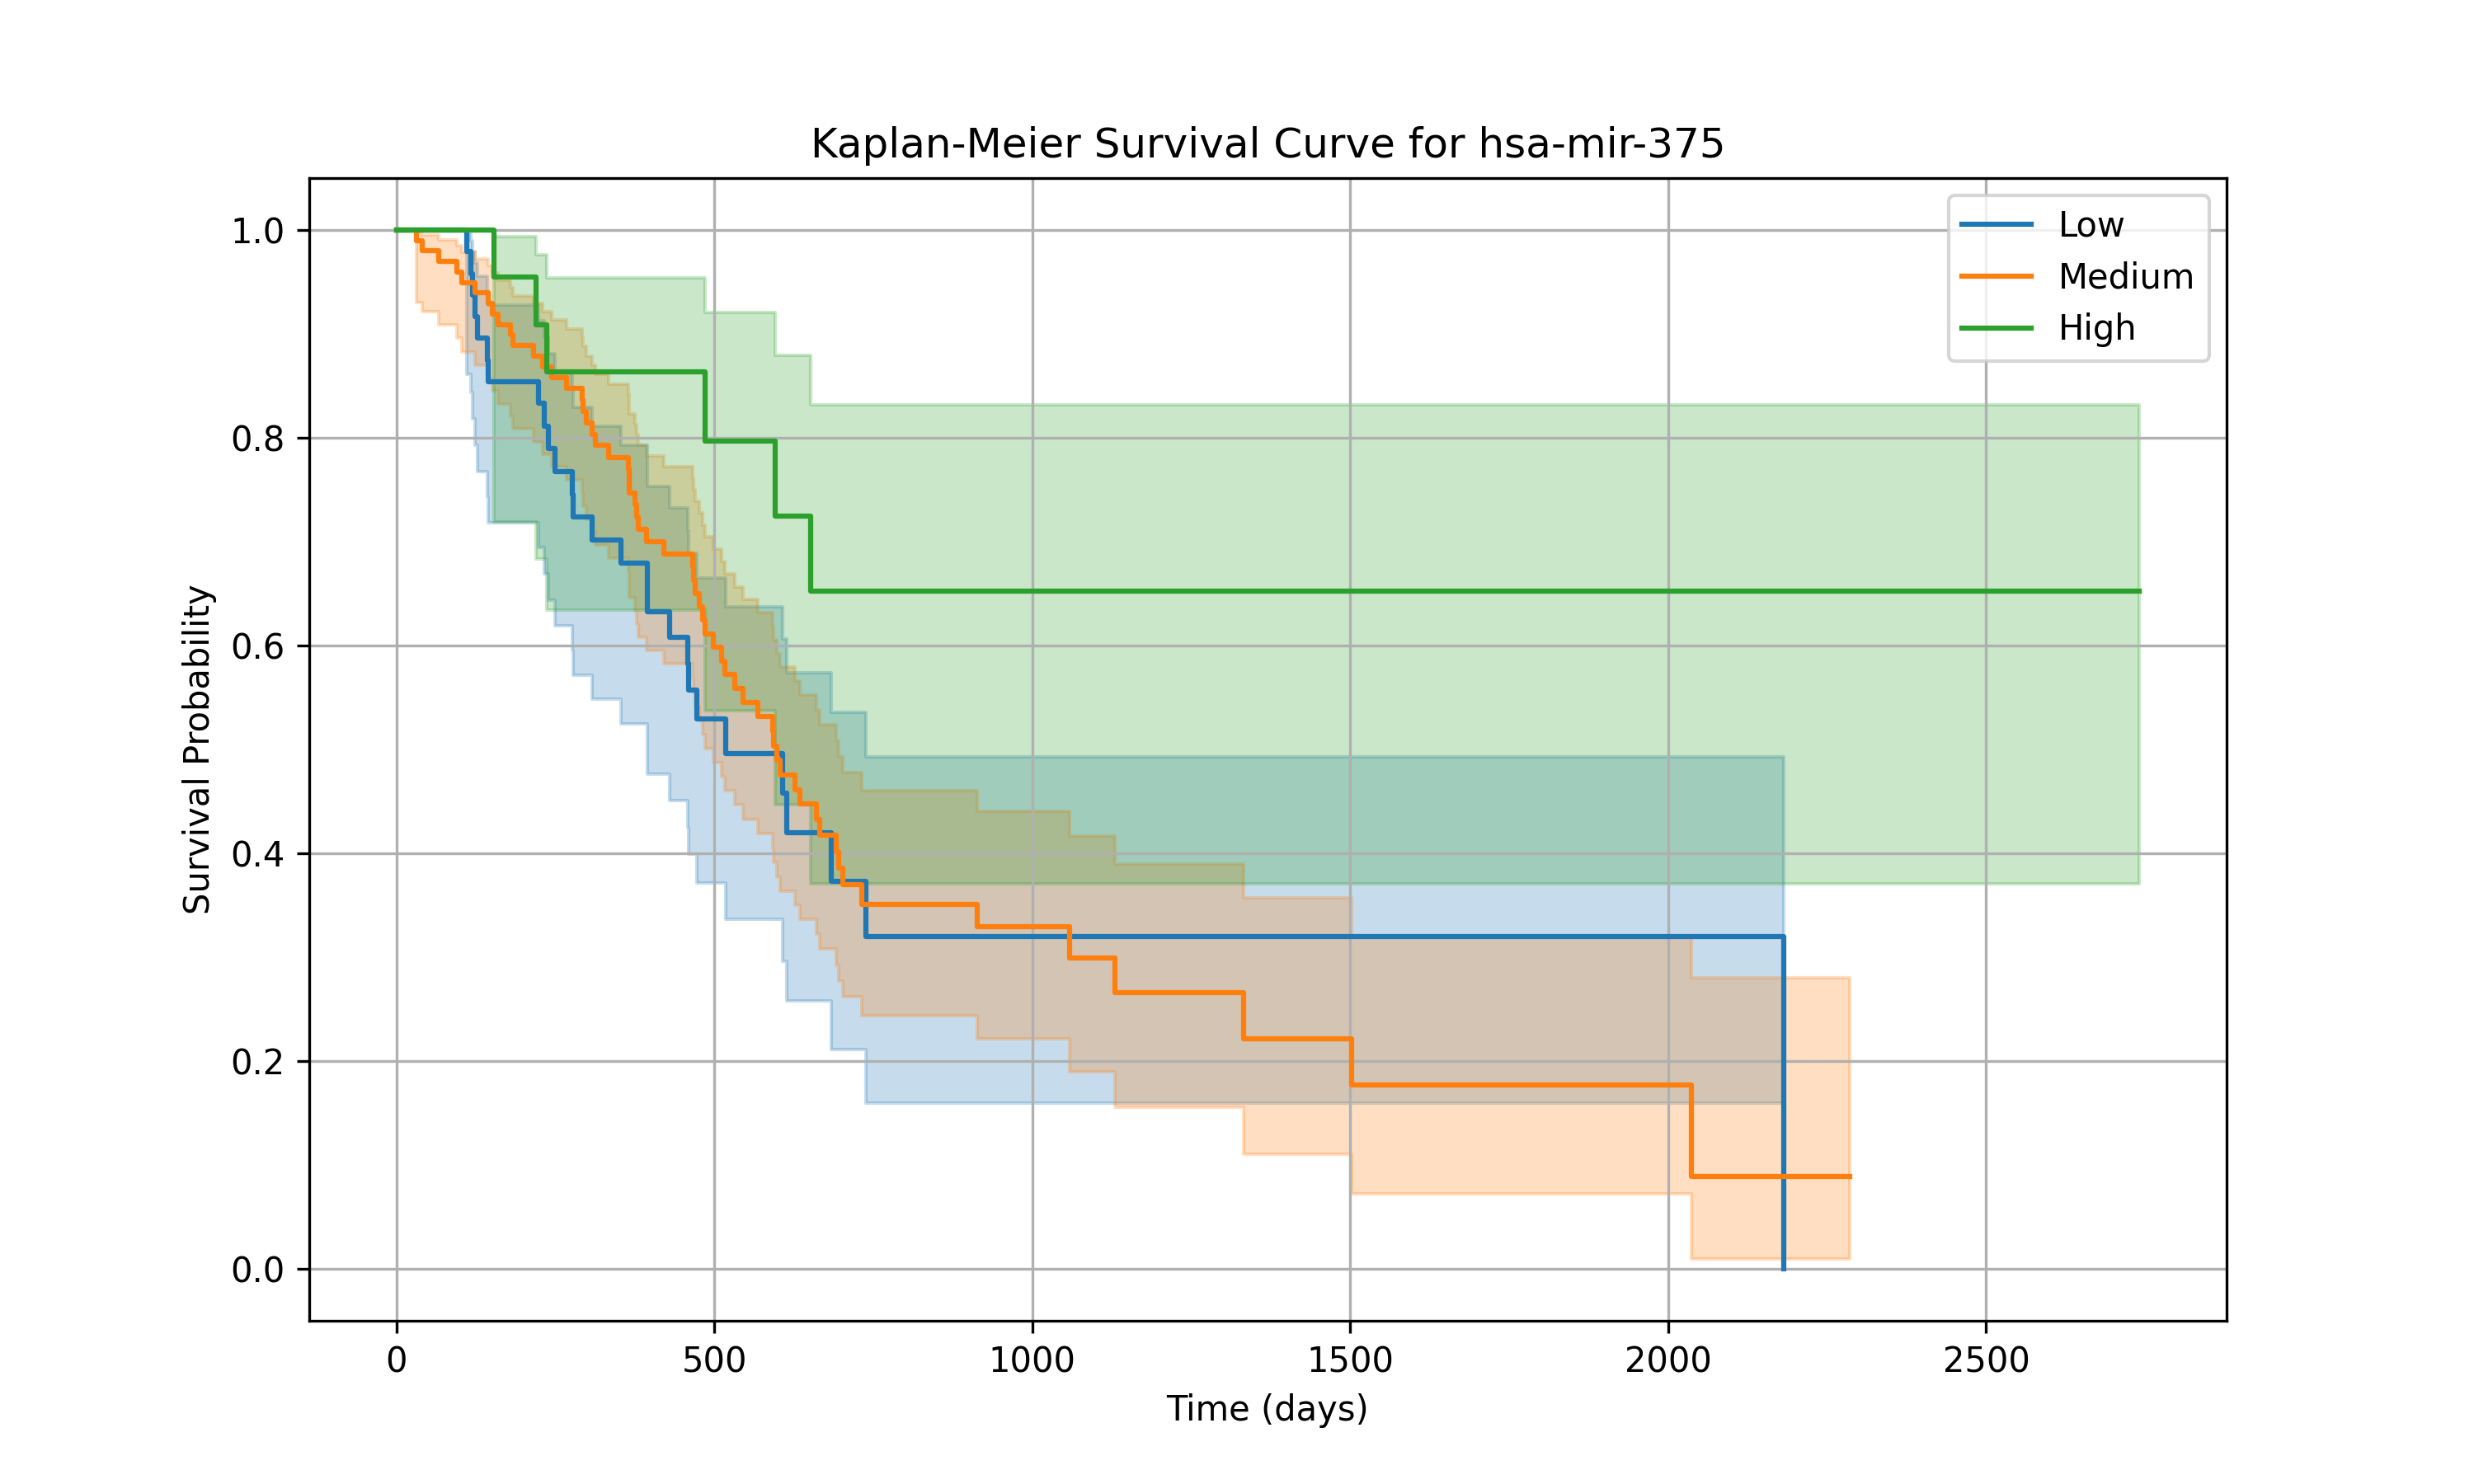 Kaplan-Meier Survival Curve for hsa-mir-375
Low
Medium
High
1.0
0.8
0.6
0.4
0.2
0.0
Survival Probability
0 500 1000 1500 2000 2500
Time (days)